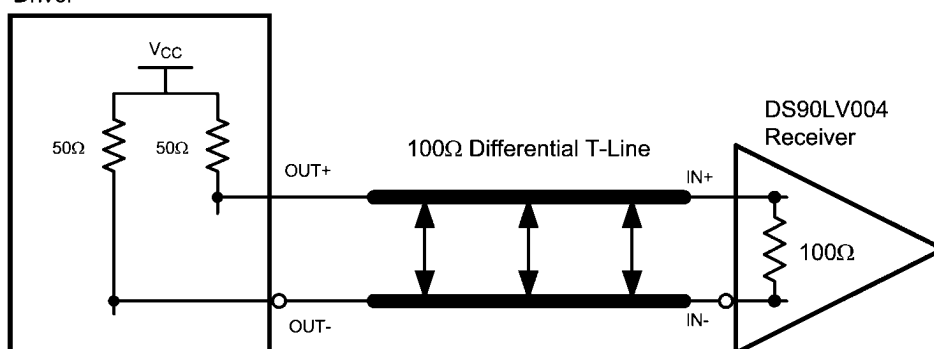 Driver
VCC
50Ω
50Ω
OUT+
100Ω Differential T-Line
IN+
DS90LV004
Receiver
100Ω
OUT-
IN-